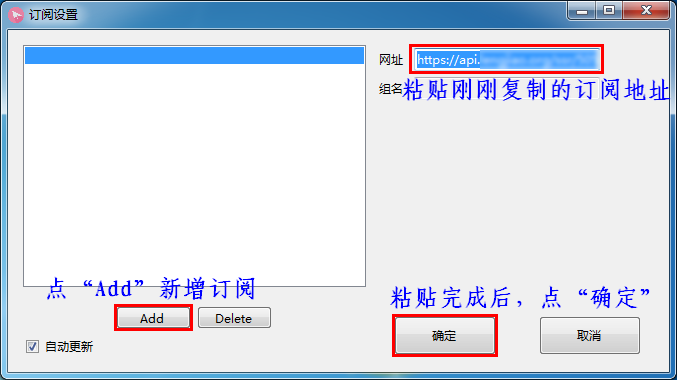 订阅设置
网址 https://api.
组名
粘贴刚刚复制的订阅地址
点“Add”新增订阅
粘贴完成后，点“确定”
Add Delete
确定 取消
自动更新